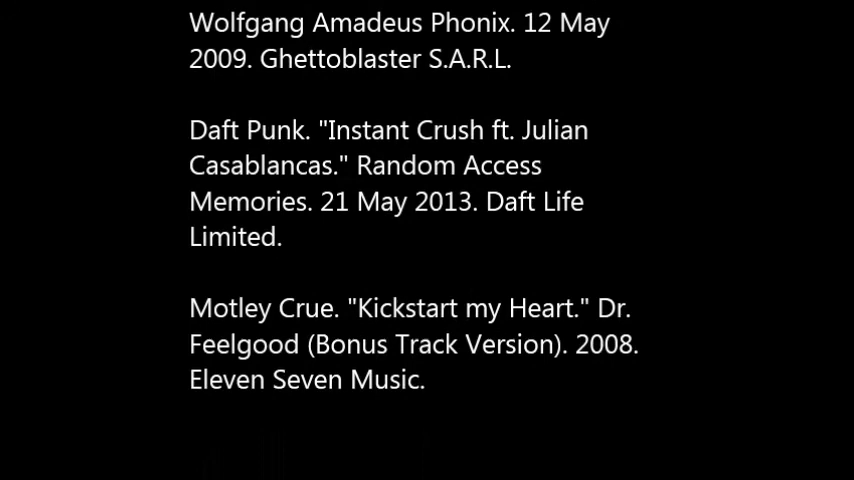 Wolfgang Amadeus Phonix. 12 May
2009. Ghettoblaster S.A.R.L.
Daft Punk. "Instant Crush ft. Julian
Casablancas." Random Access
Memories. 21 May 2013. Daft Life
Limited.
Motley Crue. "Kickstart my Heart." Dr.
Feelgood (Bonus Track Version). 2008.
Eleven Seven Music.